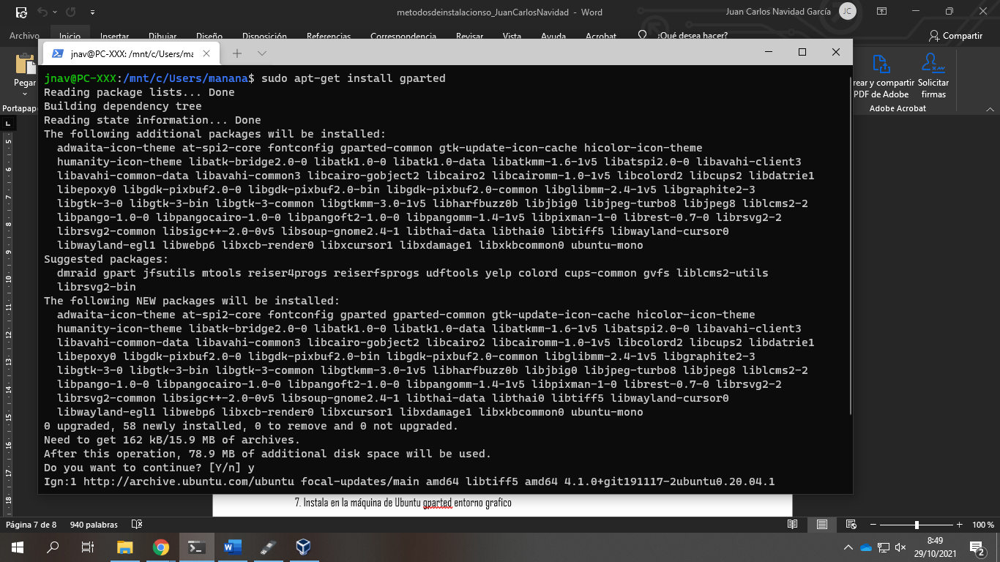 metodosdeinstalacionso_JuanCarlosNavidad - Word
Juan Carlos Navidad García
JC
Archivo Inicio Insertar Dibujar Diseño Disposición Referencias Correspondencia Revisar Vista Ayuda Acrobat ¿Qué desea hacer? Compartir
jnav@PC-XXX: /mnt/c/Users/ma
Pegar
Portapap
rear y compartir
PDF de Adobe
Solicitar
firmas
Adobe Acrobat
jnav@PC-XXX:/mnt/c/Users/manana$ sudo apt-get install gparted
Reading package lists... Done
Building dependency tree
Reading state information... Done
The following additional packages will be installed:
adwaita-icon-theme at-spi2-core fontconfig gparted-common gtk-update-icon-cache hicolor-icon-theme
humanity-icon-theme libatk-bridge2.0-0 libatk1.0-0 libatk1.0-data libatkmm-1.6-1v5 libatspi2.0-0 libavahi-client3
libavahi-common-data libavahi-common3 libcairo-gobject2 libcairo2 libcairomm-1.0-1v5 libcolord2 libcups2 libdatrie1
libepoxy0 libgdk-pixbuf2.0-0 libgdk-pixbuf2.0-bin libgdk-pixbuf2.0-common libglibmm-2.4-1v5 libgraphite2-3
libgtk-3-0 libgtk-3-bin libgtk-3-common libgtkmm-3.0-1v5 libharfbuzz0b libjbig0 libjpeg-turbo8 libjpeg8 liblcms2-2
libpango-1.0-0 libpangocairo-1.0-0 libpangoft2-1.0-0 libpangomm-1.4-1v5 libpixman-1-0 librest-0.7-0 librsvg2-2
librsvg2-common libsigc++-2.0-0v5 libsoup-gnome2.4-1 libthai-data libthai0 libtiff5 libwayland-cursor0
libwayland-egl1 libwebp6 libxcb-render0 libxcursor1 libxdamage1 libxkbcommon0 ubuntu-mono
Suggested packages:
dmraid gpart jfsutils mtools reiser4progs reiserfsprogs udftools yelp colord cups-common gvfs liblcms2-utils
librsvg2-bin
The following NEW packages will be installed:
adwaita-icon-theme at-spi2-core fontconfig gparted gparted-common gtk-update-icon-cache hicolor-icon-theme
humanity-icon-theme libatk-bridge2.0-0 libatk1.0-0 libatk1.0-data libatkmm-1.6-1v5 libatspi2.0-0 libavahi-client3
libavahi-common-data libavahi-common3 libcairo-gobject2 libcairo2 libcairomm-1.0-1v5 libcolord2 libcups2 libdatrie1
libepoxy0 libgdk-pixbuf2.0-0 libgdk-pixbuf2.0-bin libgdk-pixbuf2.0-common libglibmm-2.4-1v5 libgraphite2-3
libgtk-3-0 libgtk-3-bin libgtk-3-common libgtkmm-3.0-1v5 libharfbuzz0b libjbig0 libjpeg-turbo8 libjpeg8 liblcms2-2
libpango-1.0-0 libpangocairo-1.0-0 libpangoft2-1.0-0 libpangomm-1.4-1v5 libpixman-1-0 librest-0.7-0 librsvg2-2
librsvg2-common libsigc++-2.0-0v5 libsoup-gnome2.4-1 libthai-data libthai0 libtiff5 libwayland-cursor0
libwayland-egl1 libwebp6 libxcb-render0 libxcursor1 libxdamage1 libxkbcommon0 ubuntu-mono
0 upgraded, 58 newly installed, 0 to remove and 0 not upgraded.
Need to get 162 kB/15.9 MB of archives.
After this operation, 78.9 MB of additional disk space will be used.
Do you want to continue? [Y/n] y
Ign:1 http://archive.ubuntu.com/ubuntu focal-updates/main amd64 libtiff5 amd64 4.1.0+git191117-2ubuntu0.20.04.1
5
6
7
8
9
10
11
12
13
14
15
16
17
18
7. Instala en la máquina de Ubuntu gparted entorno grafico
Página 7 de 8 940 palabras 100 %
8:49
29/10/2021
2